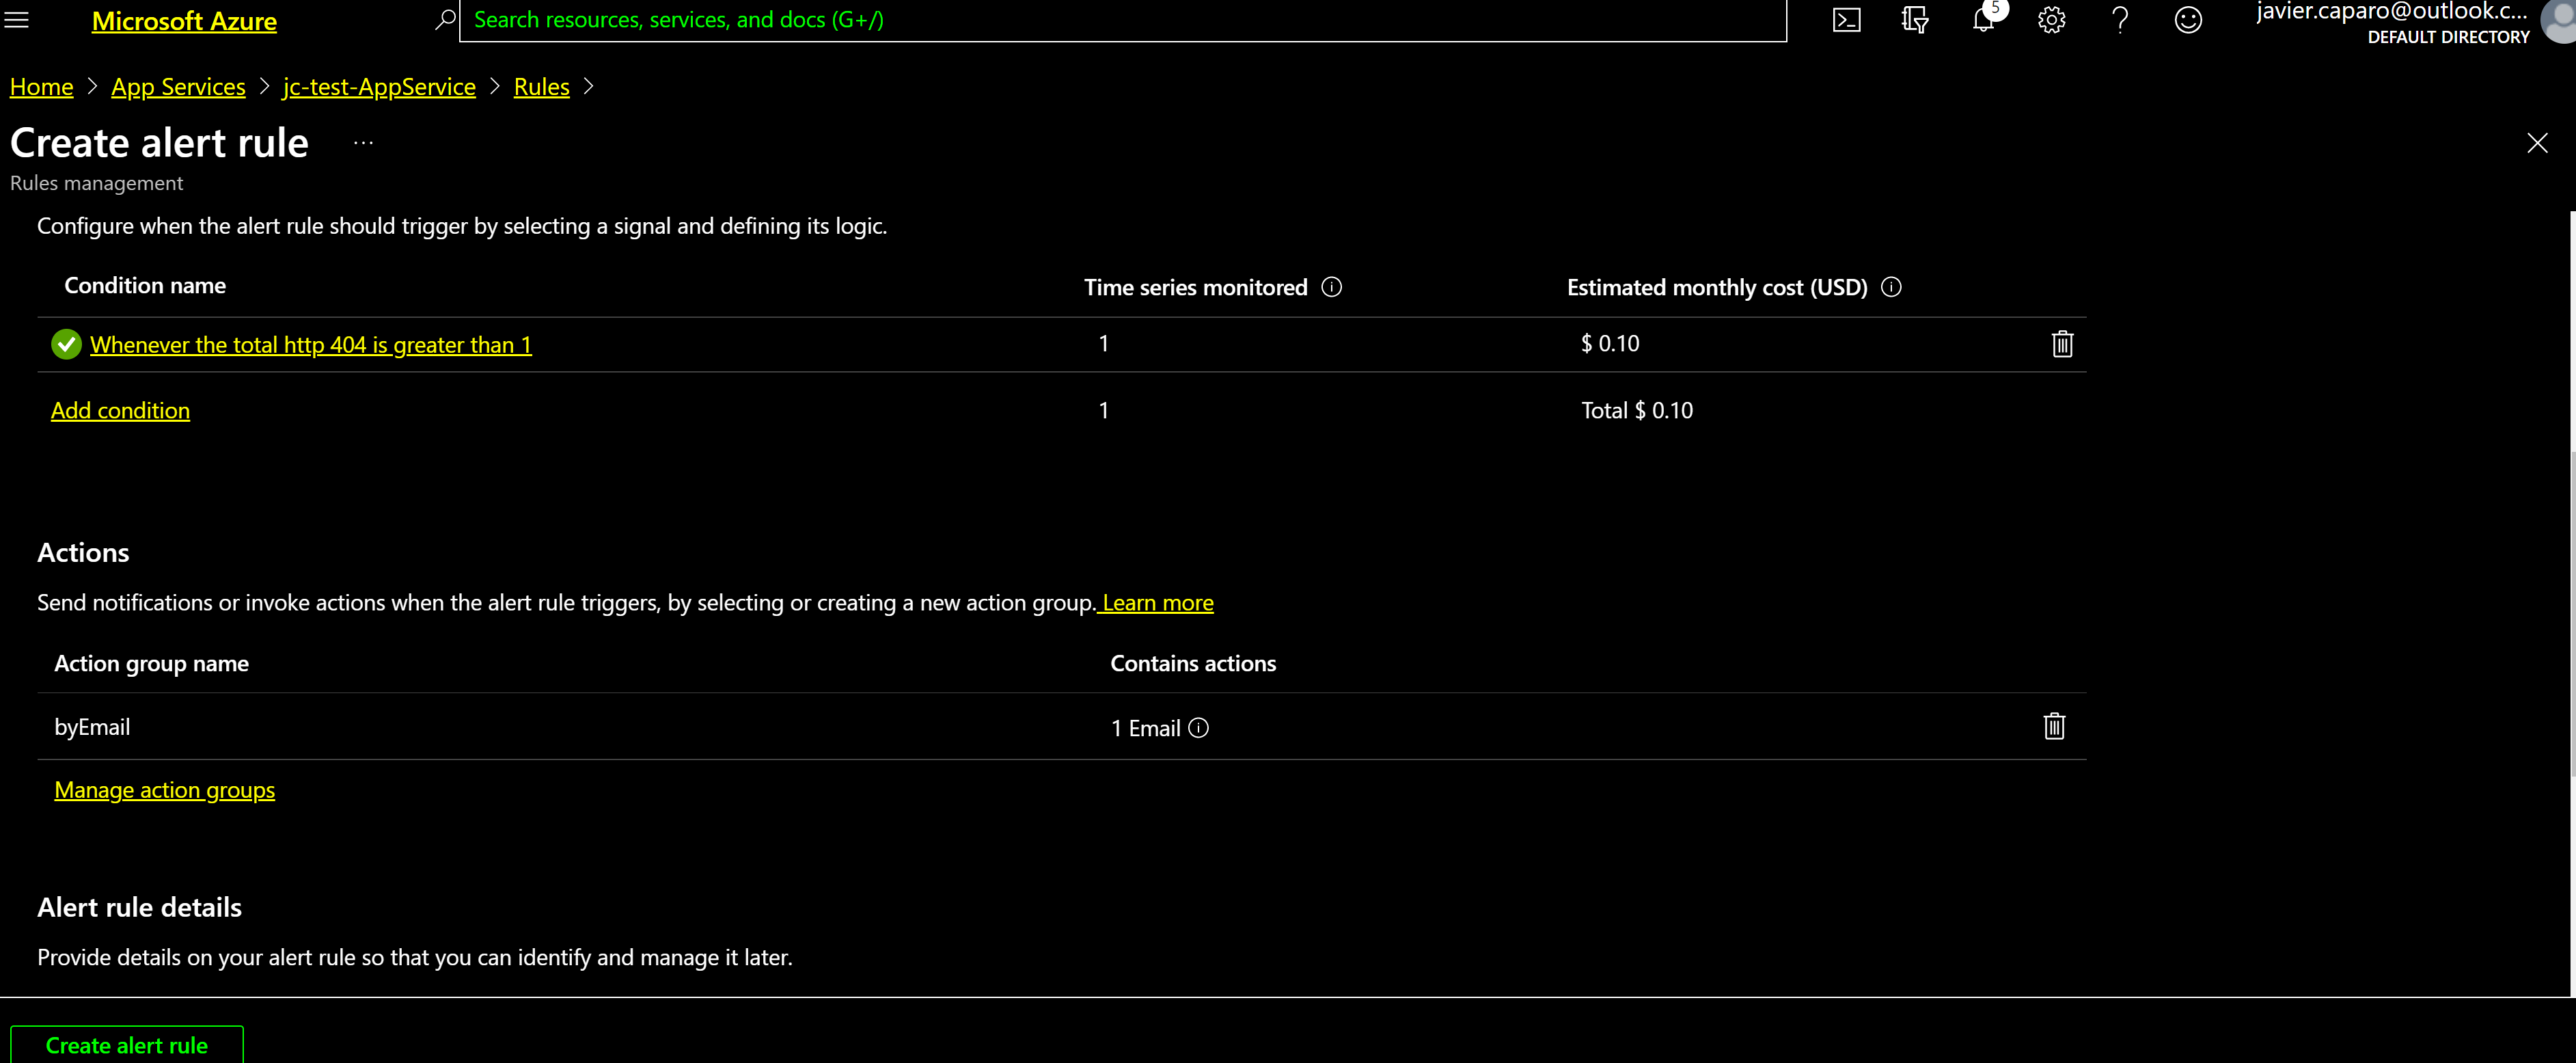 Microsoft Azure
Search resources, services, and docs (G+/)
5
javier.caparo@outlook.c...
DEFAULT DIRECTORY
Home > App Services > jc-test-AppService > Rules >
Create alert rule ...
Rules management
Configure when the alert rule should trigger by selecting a signal and defining its logic.
Condition name Time series monitored Estimated monthly cost (USD)
Whenever the total http 404 is greater than 1 1 $ 0.10
Add condition 1 Total $ 0.10
Actions
Send notifications or invoke actions when the alert rule triggers, by selecting or creating a new action group. Learn more
Action group name Contains actions
byEmail 1 Email
Manage action groups
Alert rule details
Provide details on your alert rule so that you can identify and manage it later.
Create alert rule